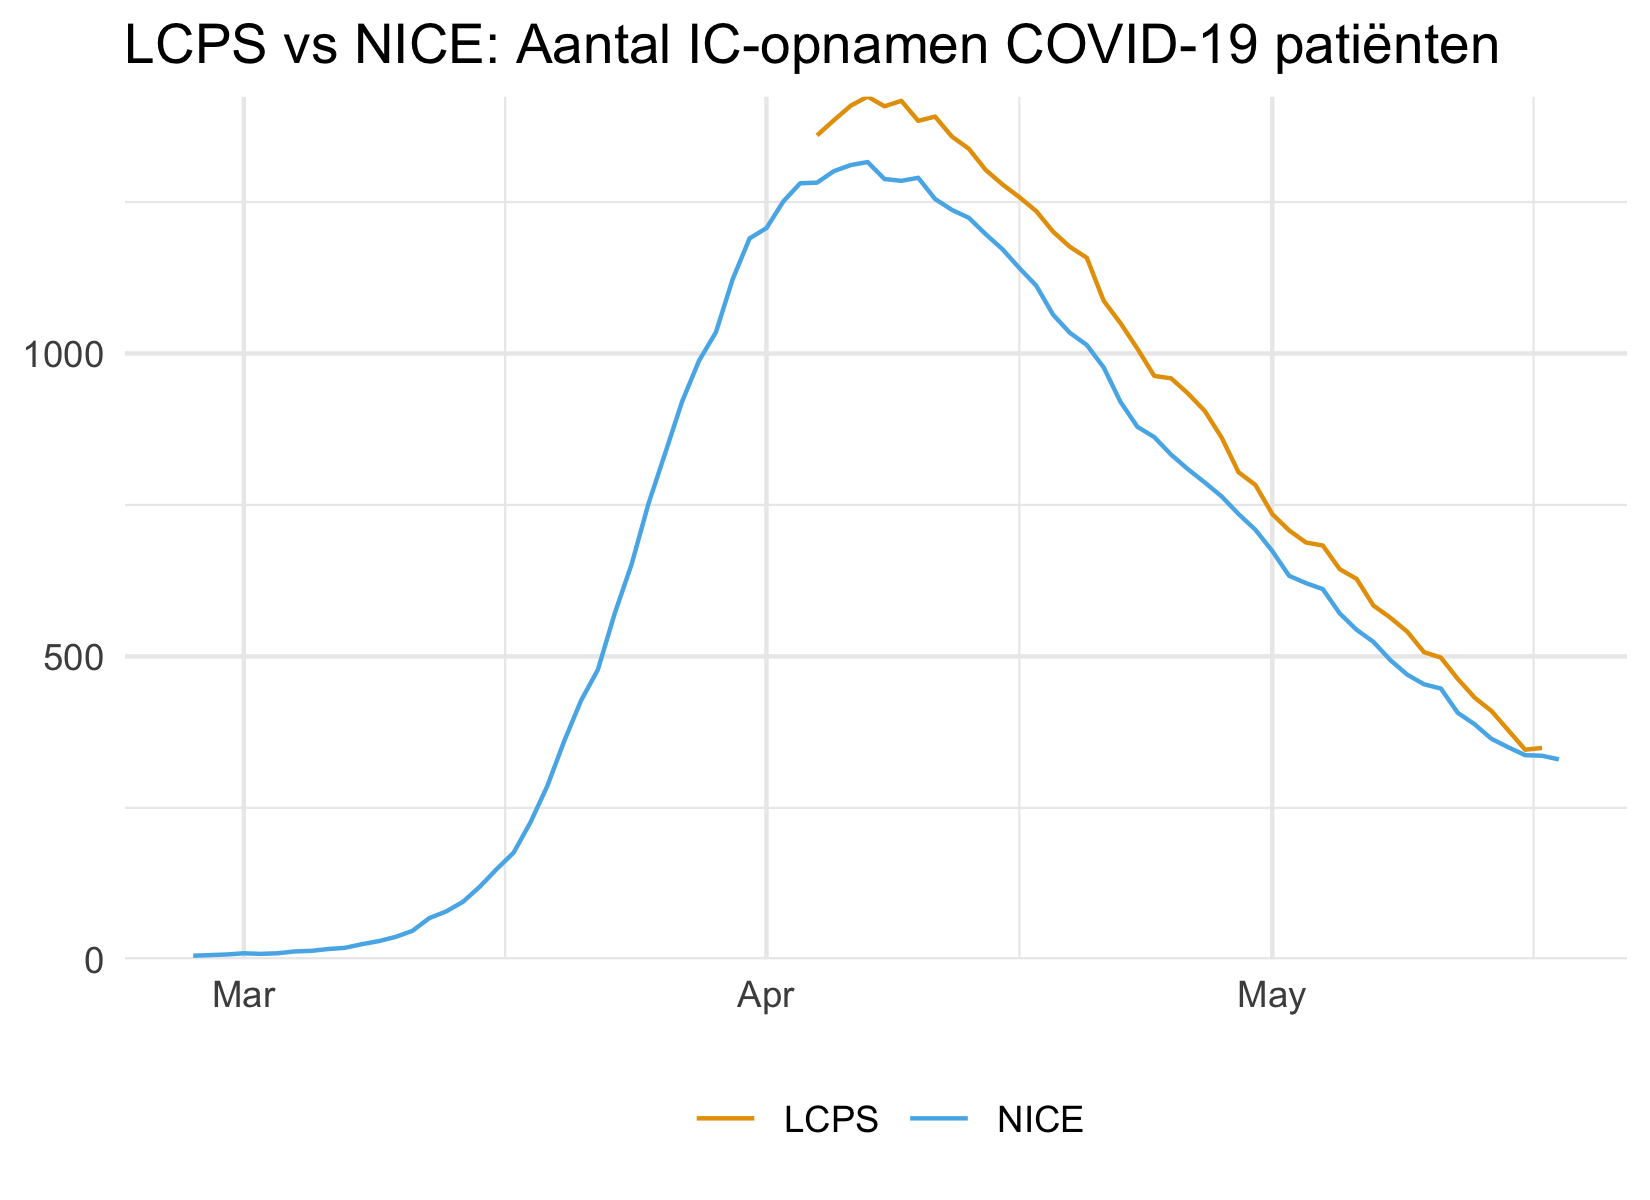 LCPS vs NICE: Aantal IC-opnamen COVID-19 patiënten
1000
500
0
Mar Apr May
LCPS NICE